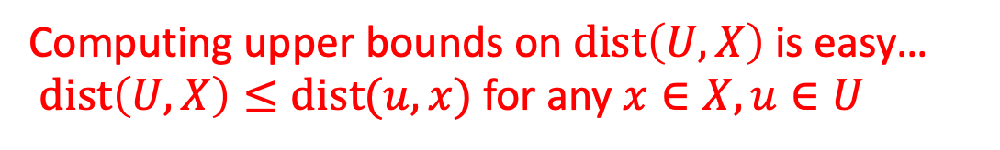 Computing upper bounds on dist(𝑈, 𝑋) is easy…
dist(𝑈, 𝑋) ≤ dist(𝑢, 𝑥) for any 𝑥 ∈ 𝑋, 𝑢 ∈ 𝑈